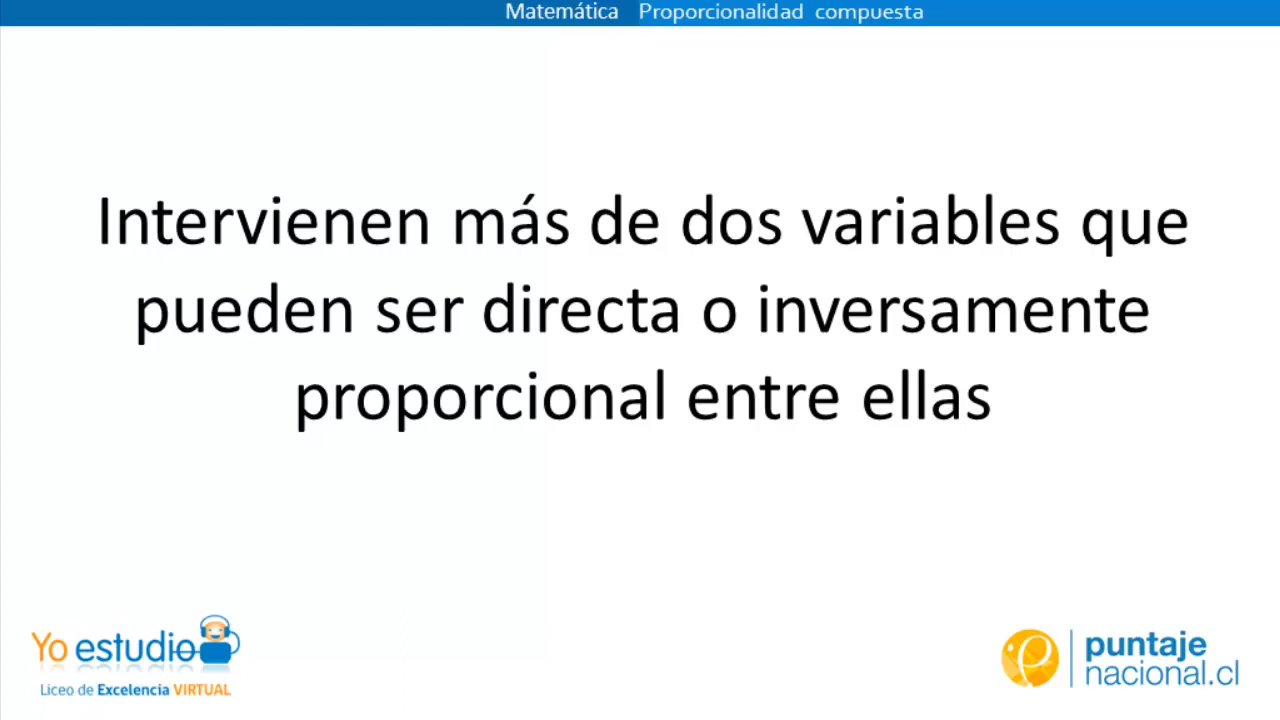 Matemática Proporcionalidad compuesta
Intervienen más de dos variables que
pueden ser directa o inversamente
proporcional entre ellas
Yo estudio
Liceo de Excelencia VIRTUAL
puntaje
nacional.cl